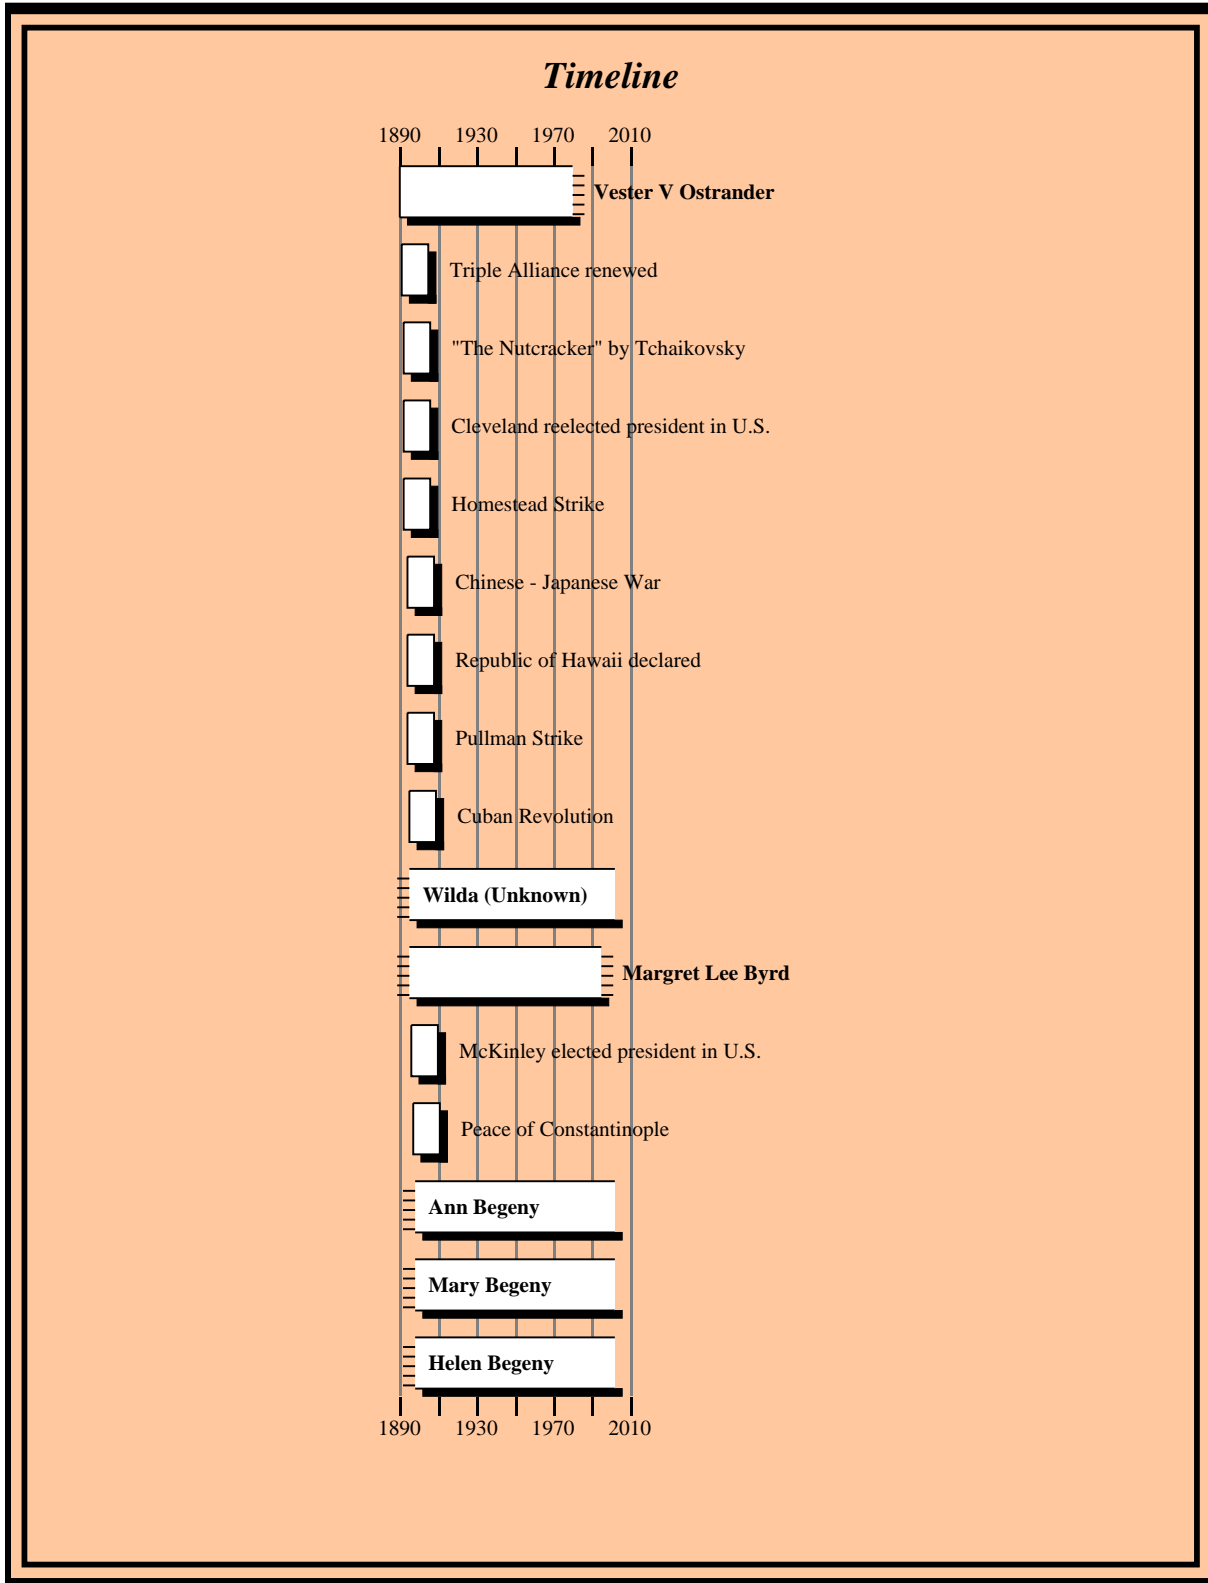 Timeline
1890 1930 1970 2010
Vester V Ostrander
Triple Alliance renewed
"The Nutcracker" by Tchaikovsky
Cleveland reelected president in U.S.
Homestead Strike
Chinese - Japanese War
Republic of Hawaii declared
Pullman Strike
Cuban Revolution
Wilda (Unknown)
Margret Lee Byrd
McKinley elected president in U.S.
Peace of Constantinople
Ann Begeny
Mary Begeny
Helen Begeny
1890 1930 1970 2010